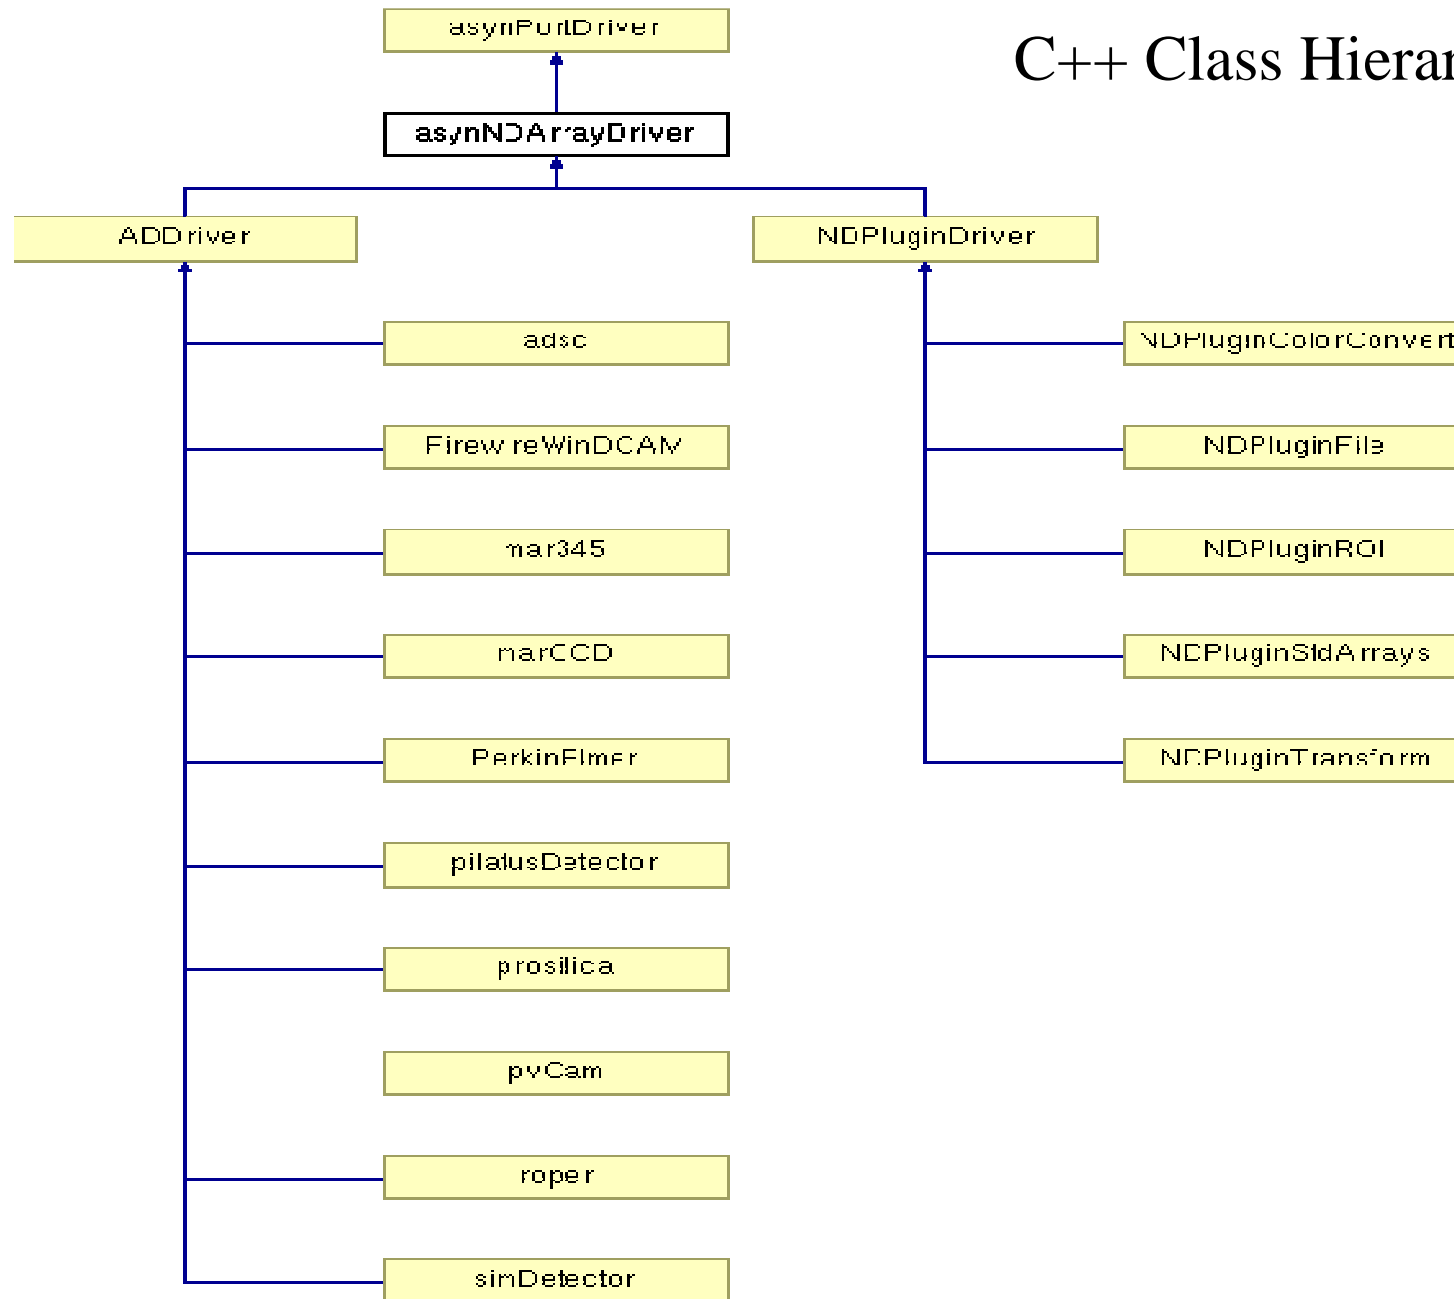 asynPortDriver
C++ Class Hierar
asynNDArrayDriver
ADDriver
NDPluginDriver
adsc
NDPluginColorConvert
FirewireWinDCAM
NDPluginFile
mar345
NDPluginROI
marCCD
NDPluginStdArrays
PerkinElmer
NDPluginTransform
pilatusDetector
prosilica
pvCam
roper
simDetector